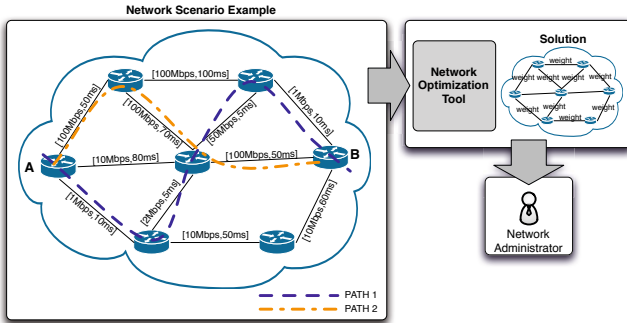 Network Scenario Example
[100Mbps,100ms]
[100Mbps,50ms]
[100Mbps,70ms]
[50Mbps,5ms]
[1Mbps,10ms]
A
[10Mbps,80ms]
[100Mbps,50ms]
B
[1Mbps,10ms]
[2Mbps,5ms]
[10Mbps,60ms]
[10Mbps,50ms]
PATH 1
PATH 2
Network
Optimization
Tool
Solution
weight
weight
weight
weight
weight
weight
weight
weight
weight
Network
Administrator